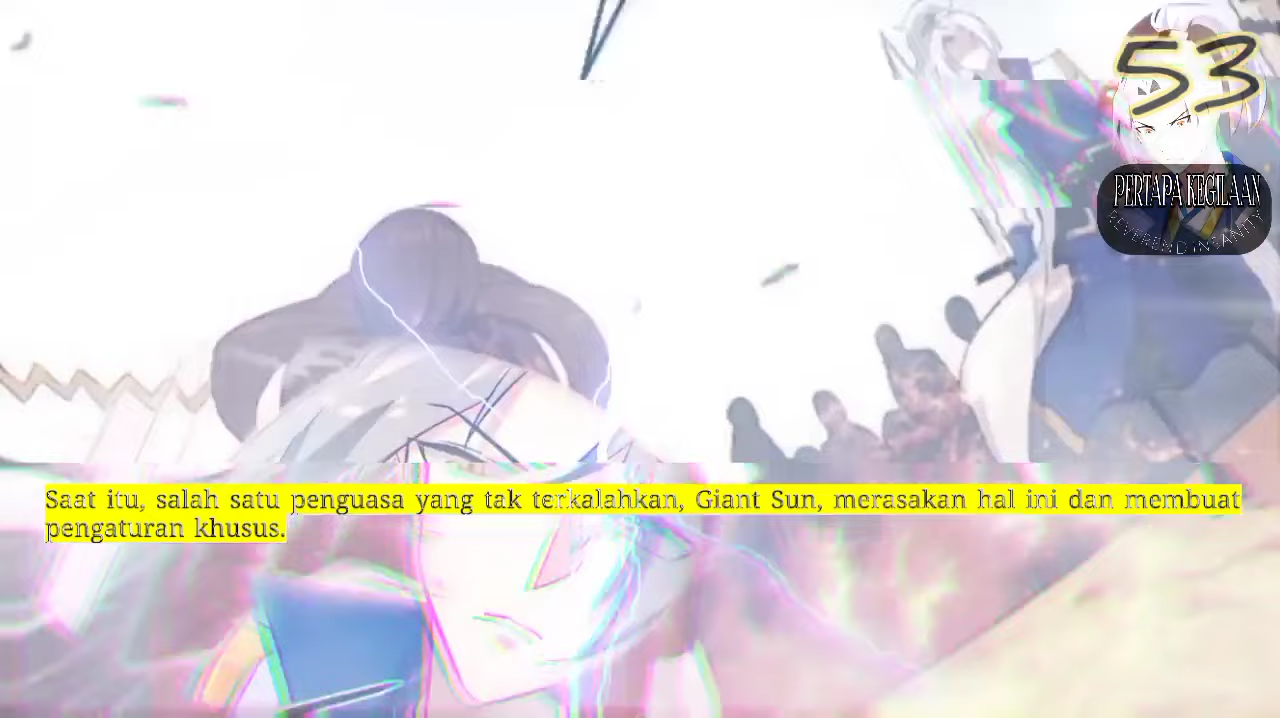 53
PERTAPA KEGILAAN
REVEREND INSANITY
Saat itu, salah satu penguasa yang tak terkalahkan, Giant Sun, merasakan hal ini dan membuat
pengaturan khusus.